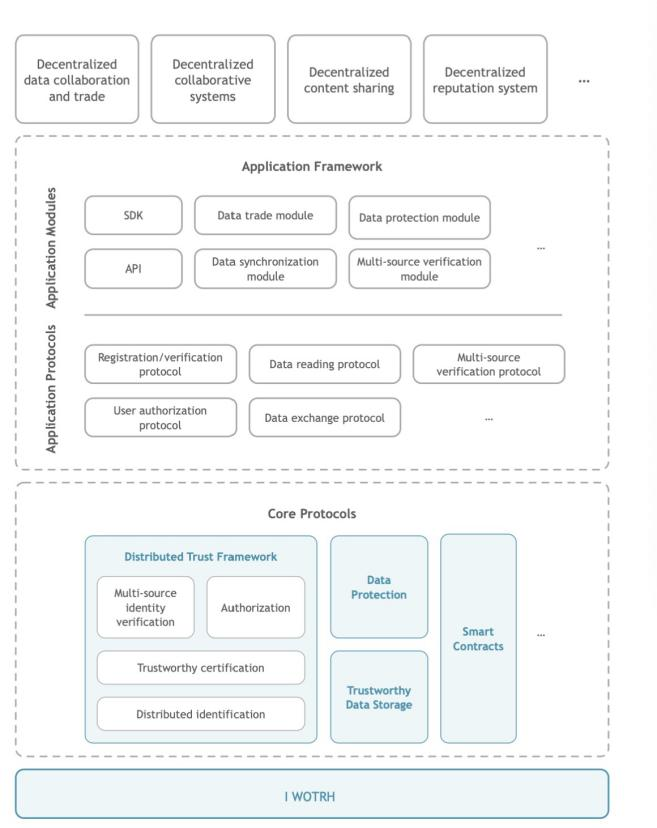 Decentralized
data collaboration
and trade
Decentralized
collaborative
systems
Decentralized
content sharing
Decentralized
reputation system
...
Application Framework
Application Modules
SDK
Data trade module
Data protection module
API
Data synchronization
module
Multi-source verification
module
...
Application Protocols
Registration/verification
protocol
Data reading protocol
Multi-source
verification protocol
User authorization
protocol
Data exchange protocol
...
Core Protocols
Distributed Trust Framework
Multi-source
identity
verification
Authorization
Trustworthy certification
Distributed identification
Data
Protection
Trustworthy
Data Storage
Smart
Contracts
...
I WOTRH